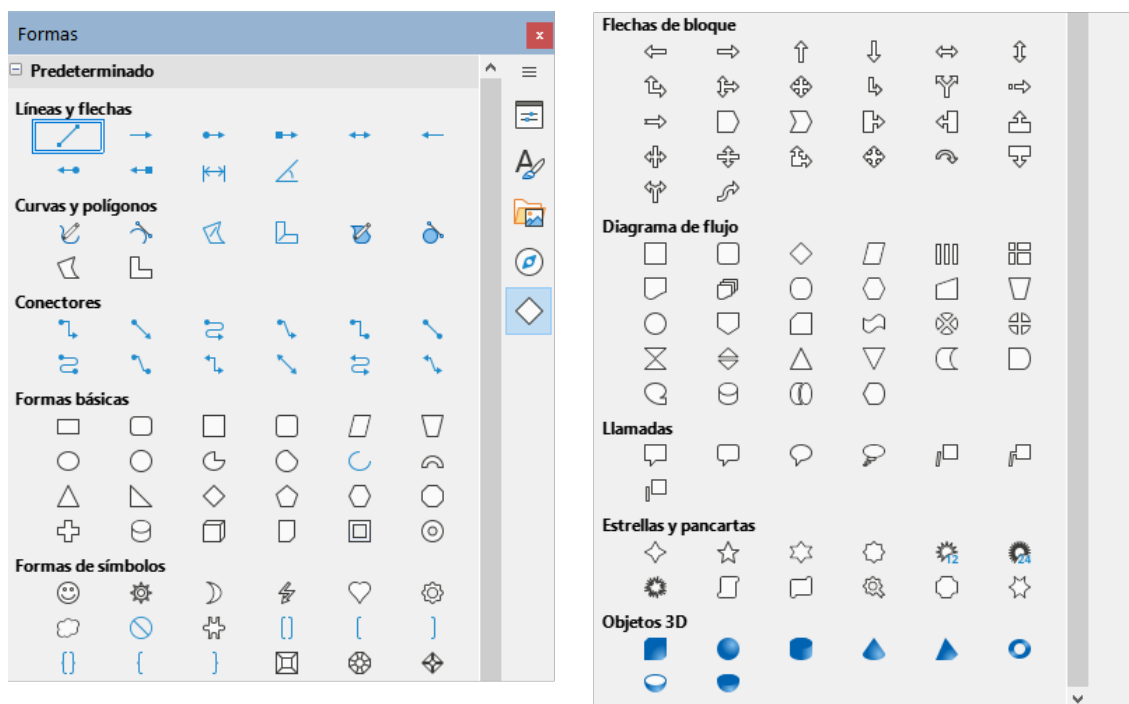 Formas
x
Predeterminado
Líneas y flechas
Curvas y polígonos
Conectores
Formas básicas
Formas de símbolos
Flechas de bloque
Diagrama de flujo
Llamadas
Estrellas y pancartas
12
24
Objetos 3D